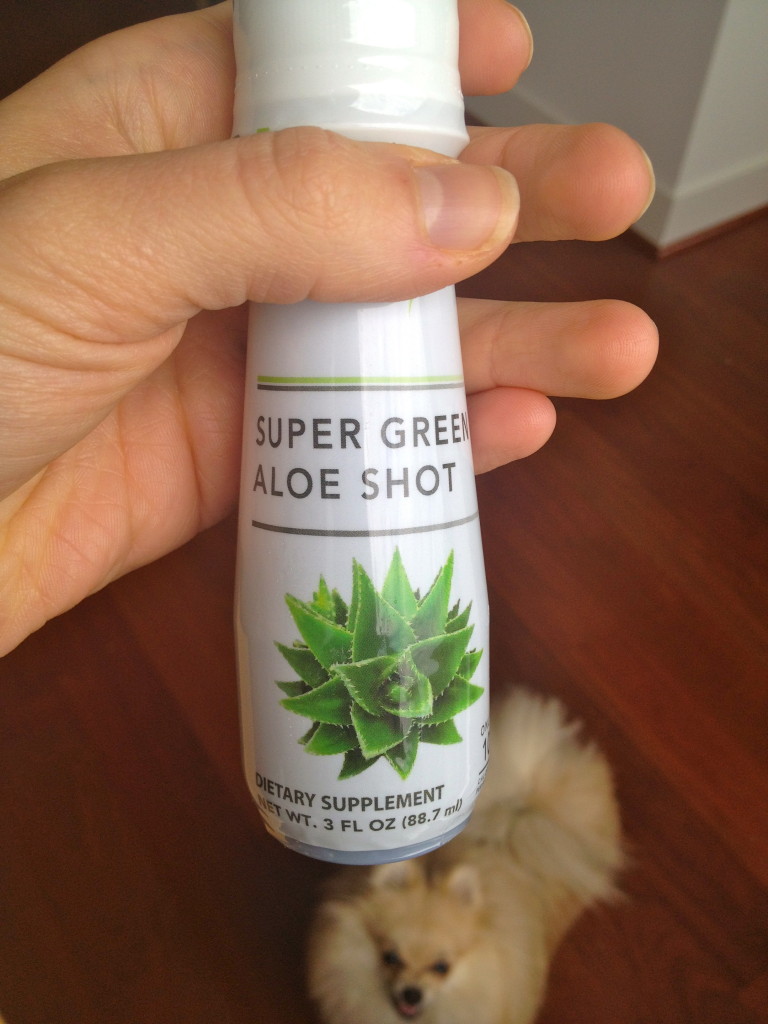 SUPER GREEN
ALOE SHOT
DIETARY SUPPLEMENT
NET WT. 3 FL OZ (88.7 ml)